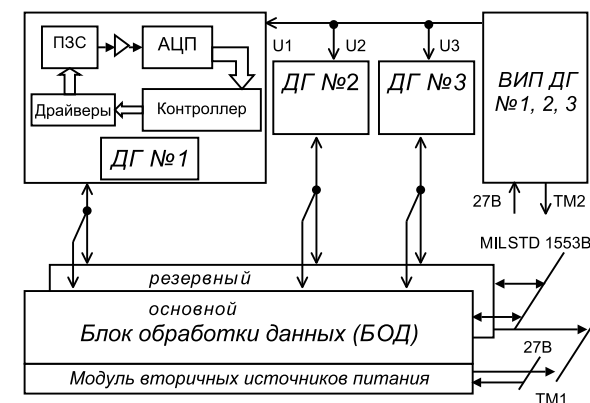 ПЗС
АЦП
Драйверы
Контроллер
ДГ №1
U1
U2
U3
ДГ №2
ДГ №3
ВИП ДГ
№1, 2, 3
27В
ТМ2
MILSTD 1553B
резервный
основной
Блок обработки данных (БОД)
27В
Модуль вторичных источников питания
ТМ1